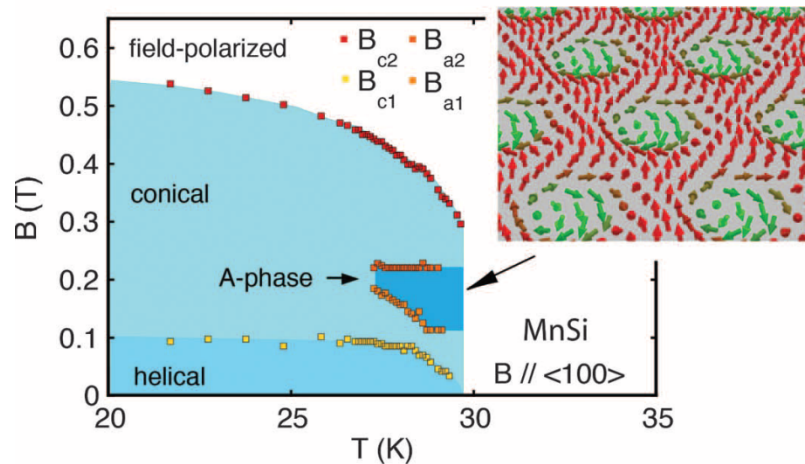 0.6
0.5
0.4
0.3
0.2
0.1
0
B (T)
field-polarized
B c2 B a2
B c1 B a1
conical
A-phase
helical
MnSi
B // <100>
20 25 30 35
T (K)